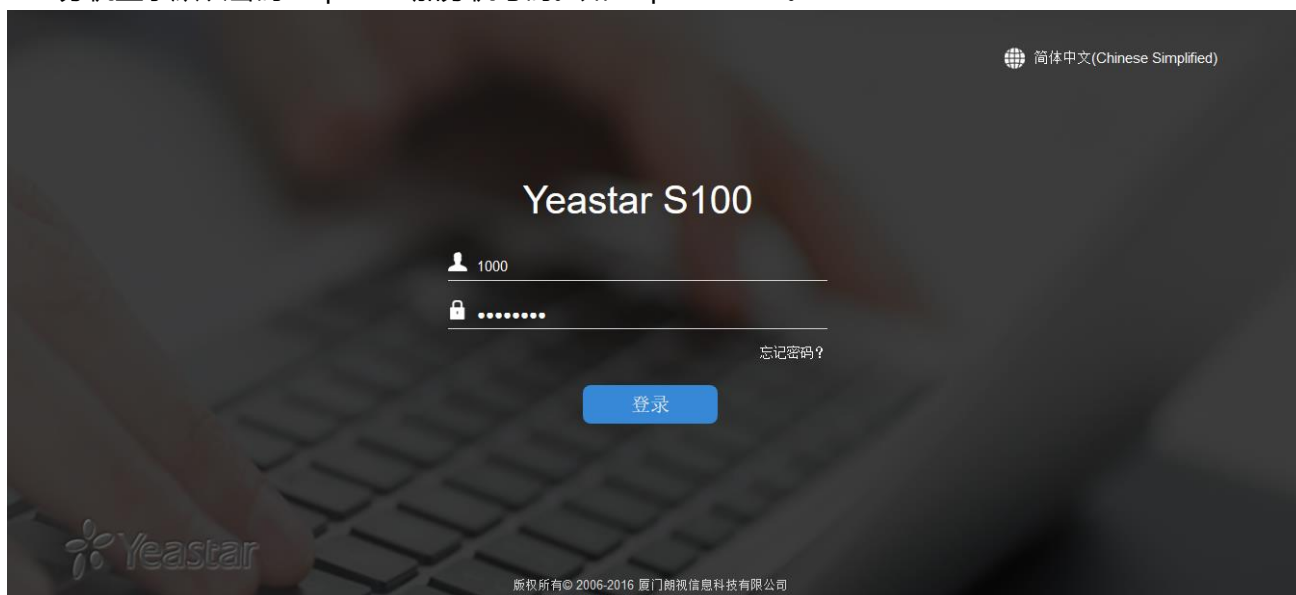 简体中文(Chinese Simplified)
Yeastar S100
1000
忘记密码？
登录
Yeastar
版权所有© 2006-2016 厦门朗视信息科技有限公司